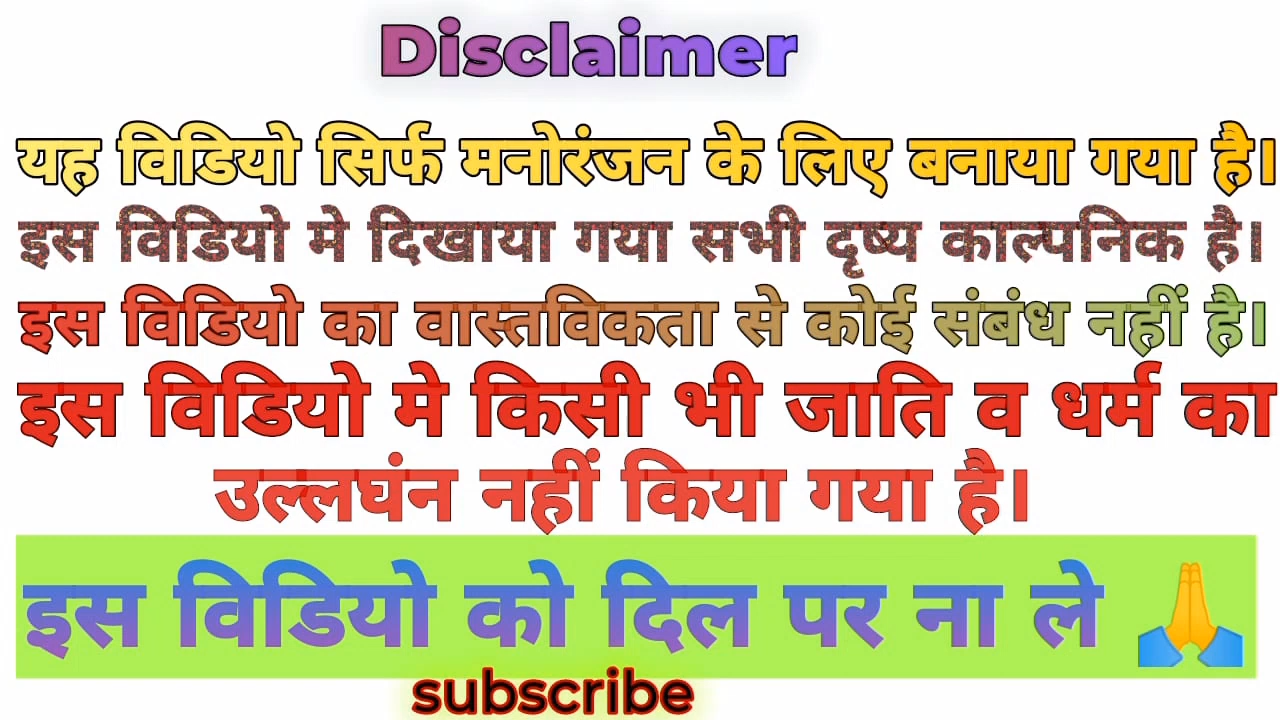 Disclaimer
यह विडियो सिर्फ मनोरंजन के लिए बनाया गया है।
इस विडियो मे दिखाया गया सभी दृष्य काल्पनिक है।
इस विडियो का वास्तविकता से कोई संबंध नहीं है।
इस विडियो मे किसी भी जाति व धर्म का
उल्लघंन नहीं किया गया है।
इस विडियो को दिल पर ना ले 🙏
subscribe